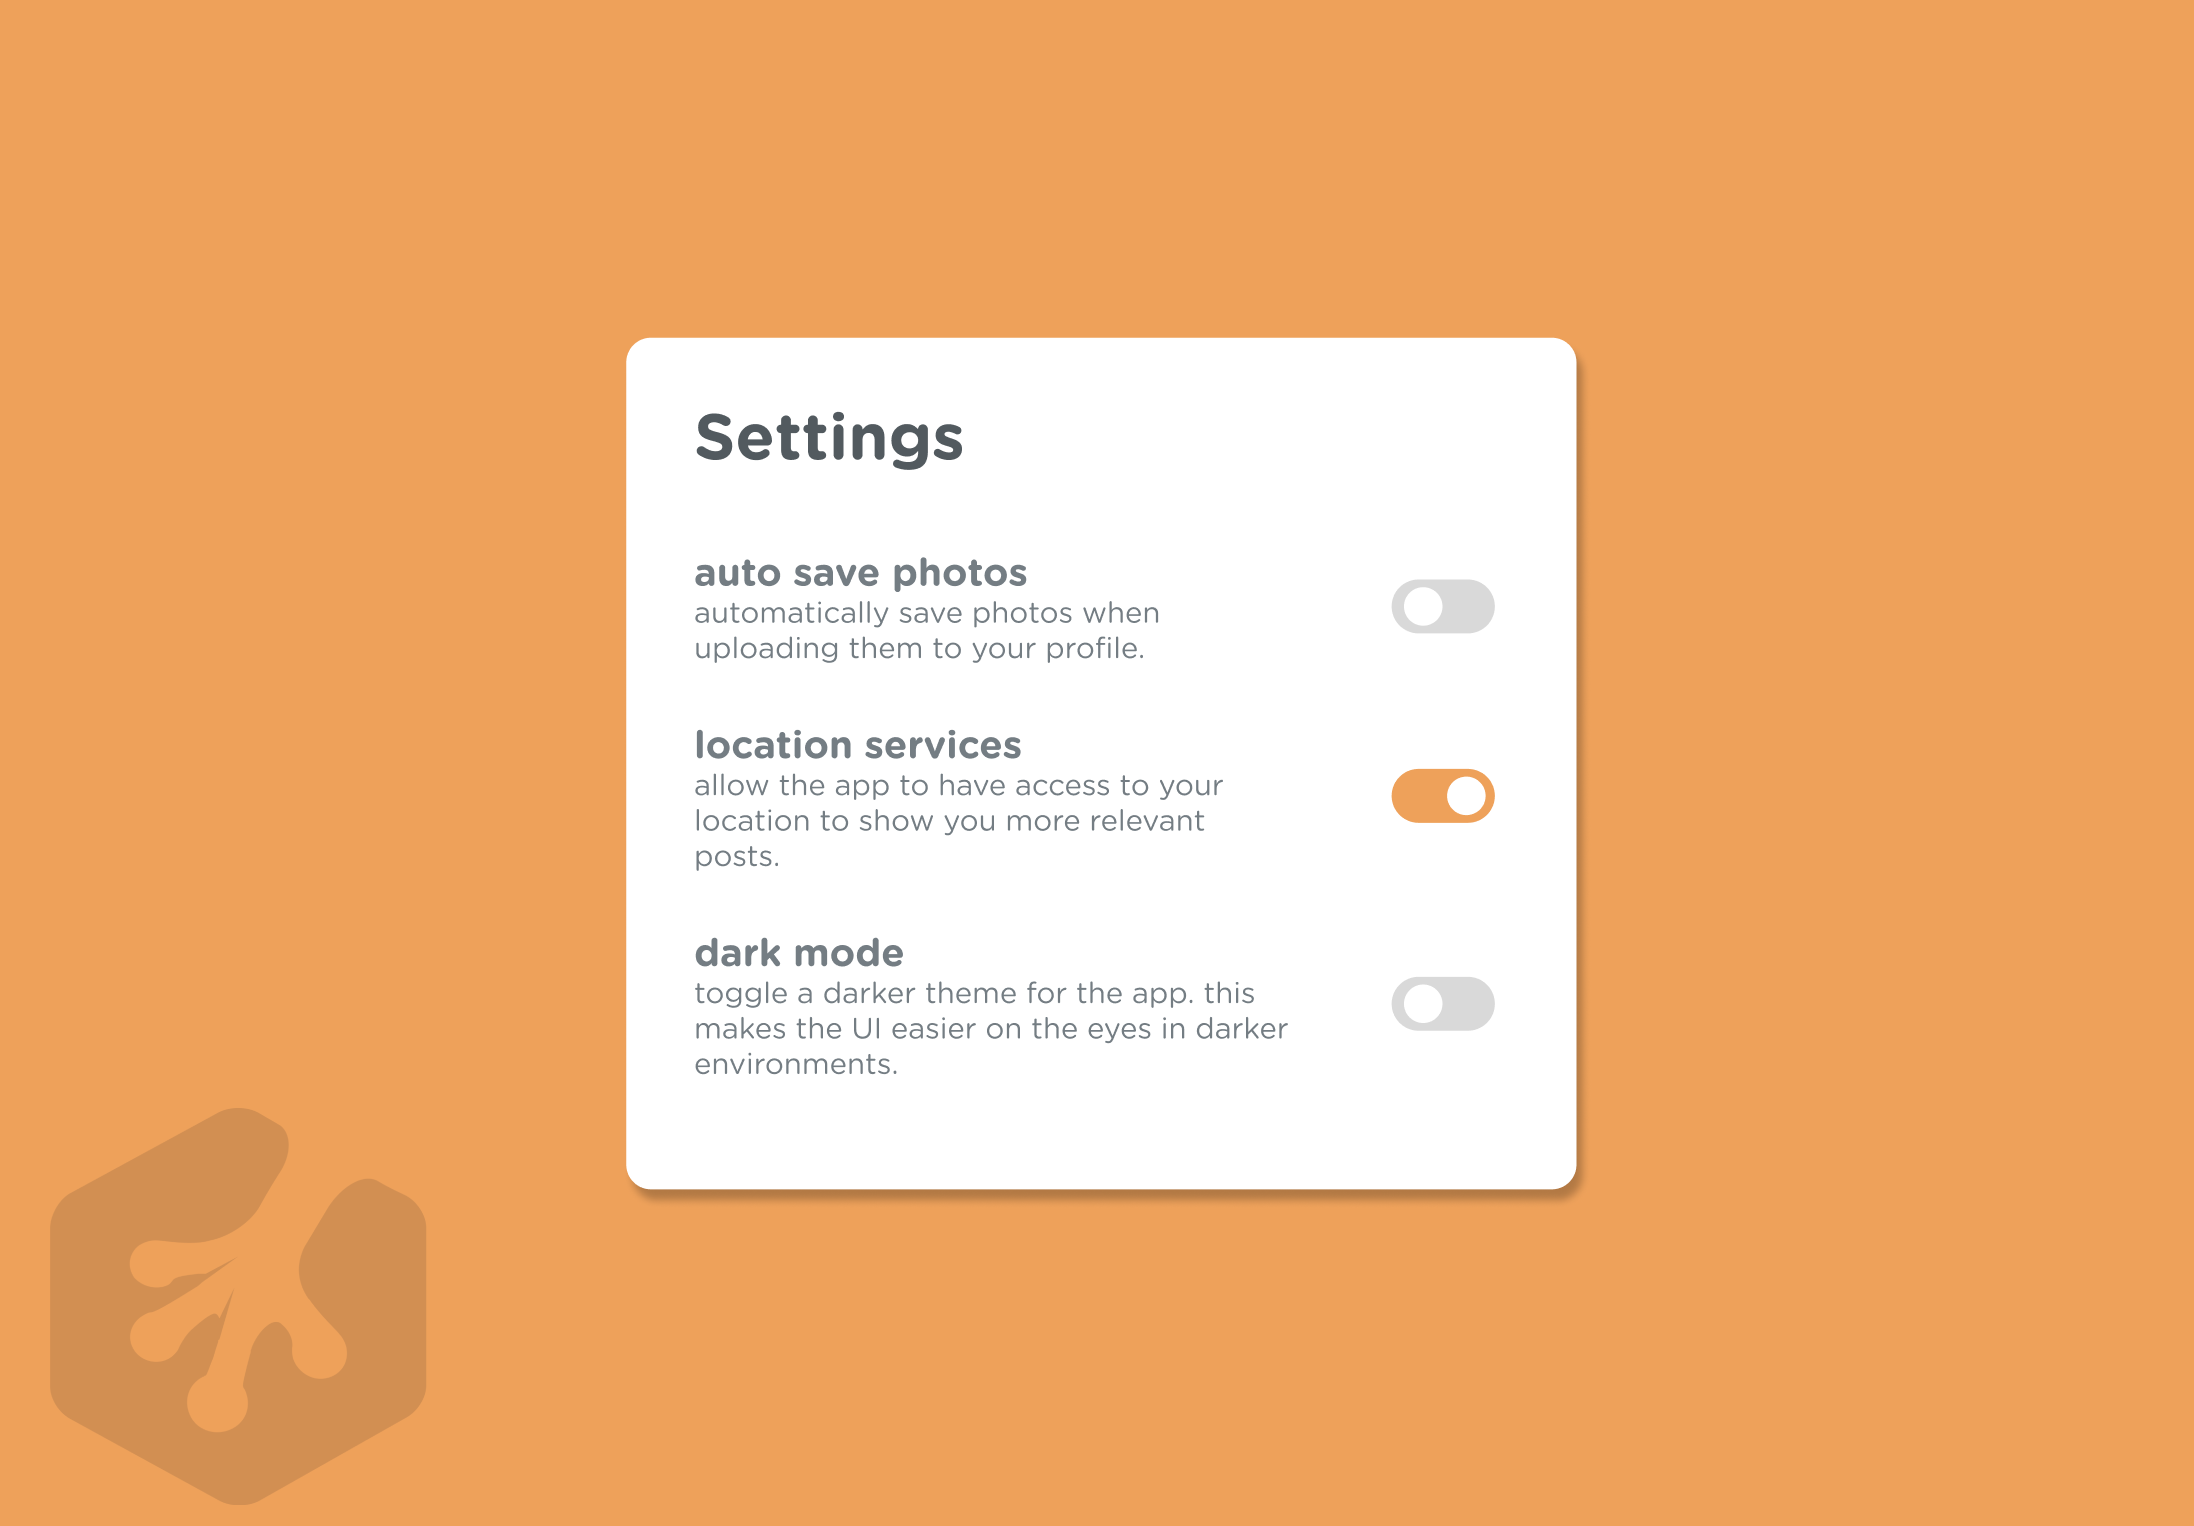 Settings
auto save photos
automatically save photos when
uploading them to your profile.
location services
allow the app to have access to your
location to show you more relevant
posts.
dark mode
toggle a darker theme for the app. this
makes the UI easier on the eyes in darker
environments.